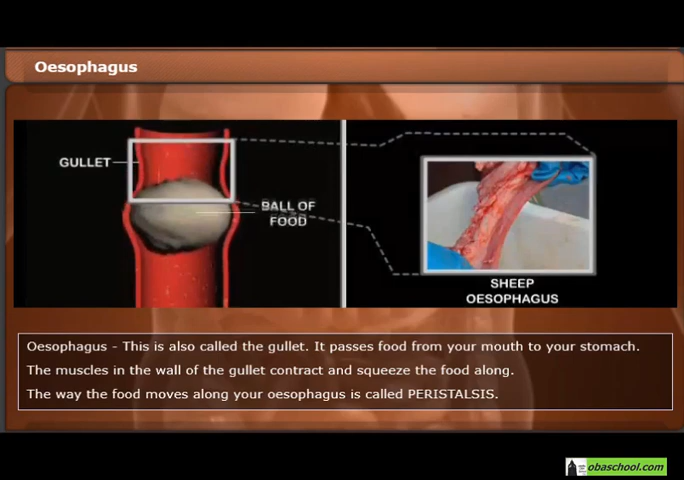 Oesophagus
GULLET
BALL OF
FOOD
SHEEP
OESOPHAGUS
Oesophagus - This is also called the gullet. It passes food from your mouth to your stomach.
The muscles in the wall of the gullet contract and squeeze the food along.
The way the food moves along your oesophagus is called PERISTALSIS.
obaschool.com